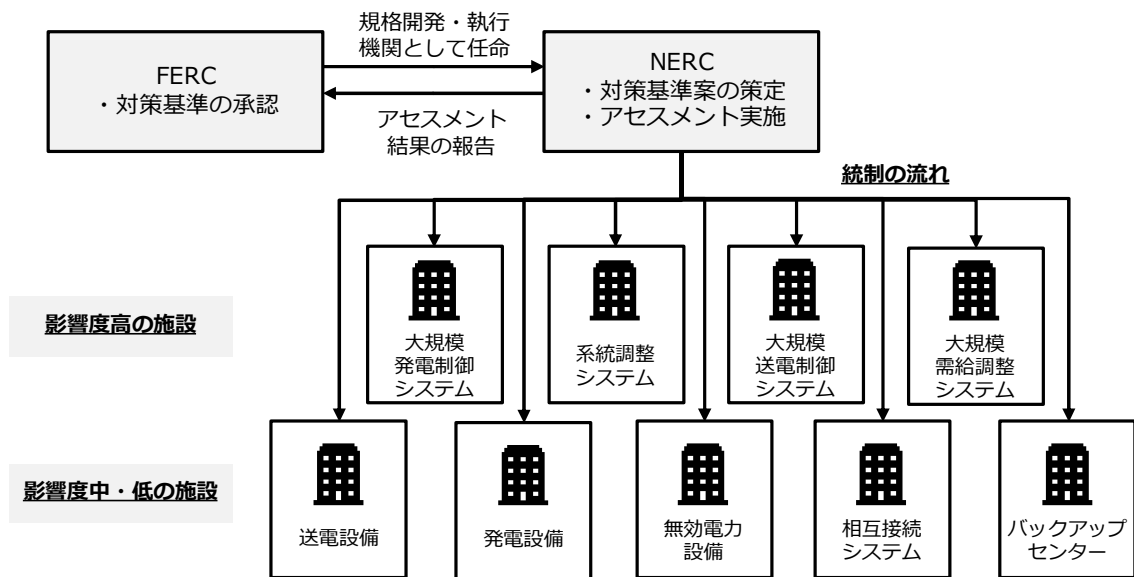 規格開発・執行
機関として任命
FERC
・対策基準の承認
NERC
・対策基準案の策定
・アセスメント実施
アセスメント
結果の報告
統制の流れ
影響度高の施設
大規模
発電制御
システム
系統調整
システム
大規模
送電制御
システム
大規模
需給調整
システム
影響度中・低の施設
送電設備
発電設備
無効電力
設備
相互接続
システム
バックアップ
センター